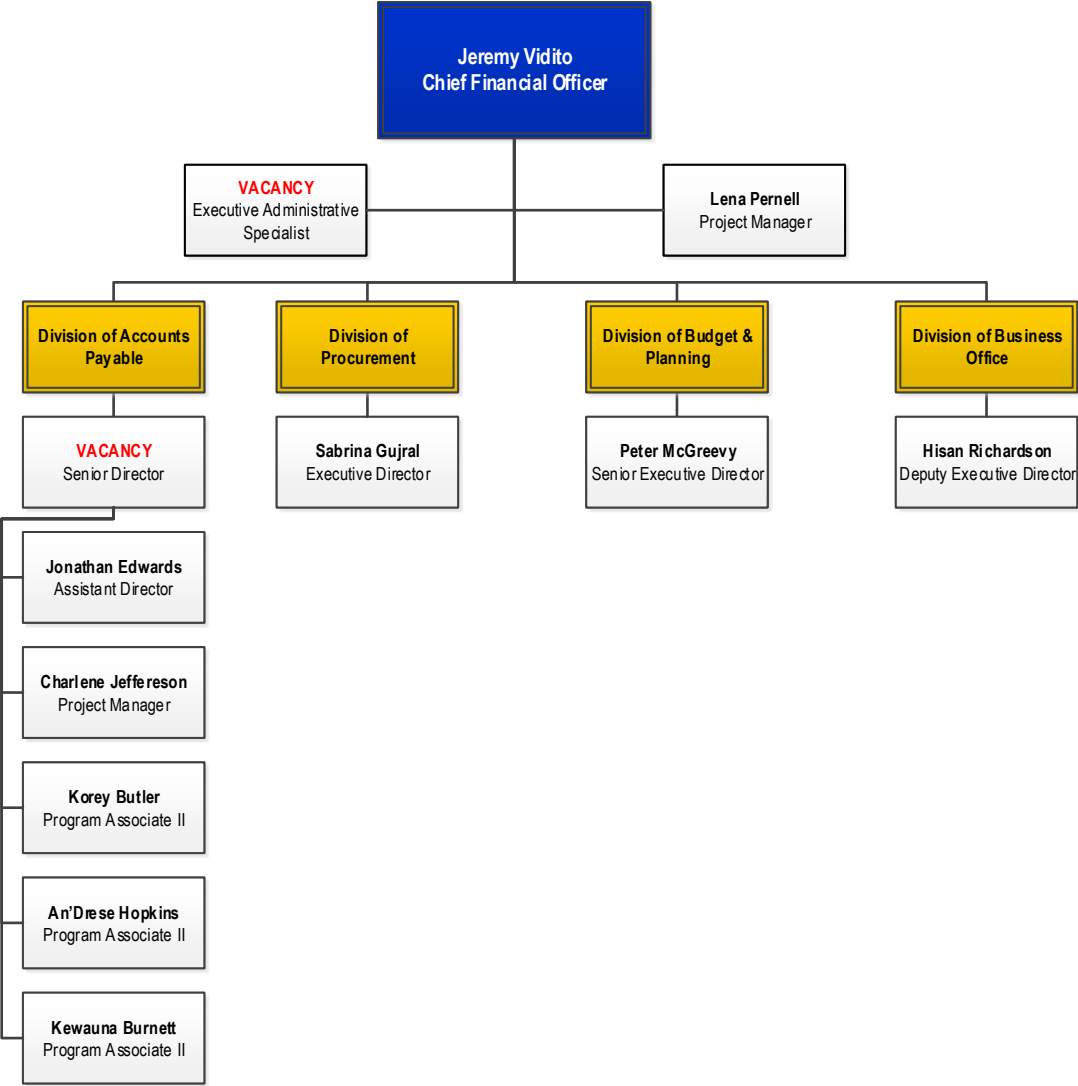 Jeremy Vidito
Chief Financial Officer
VACANCY
Executive Administrative
Specialist
Lena Pernell
Project Manager
Division of Accounts
Payable
Division of
Procurement
Division of Budget &
Planning
Division of Business
Office
VACANCY
Senior Director
Sabrina Gujral
Executive Director
Peter McGreevy
Senior Executive Director
Hisan Richardson
Deputy Executive Director
Jonathan Edwards
Assistant Director
Charlene Jeffereson
Project Manager
Korey Butler
Program Associate II
An’Drese Hopkins
Program Associate II
Kewauna Burnett
Program Associate II